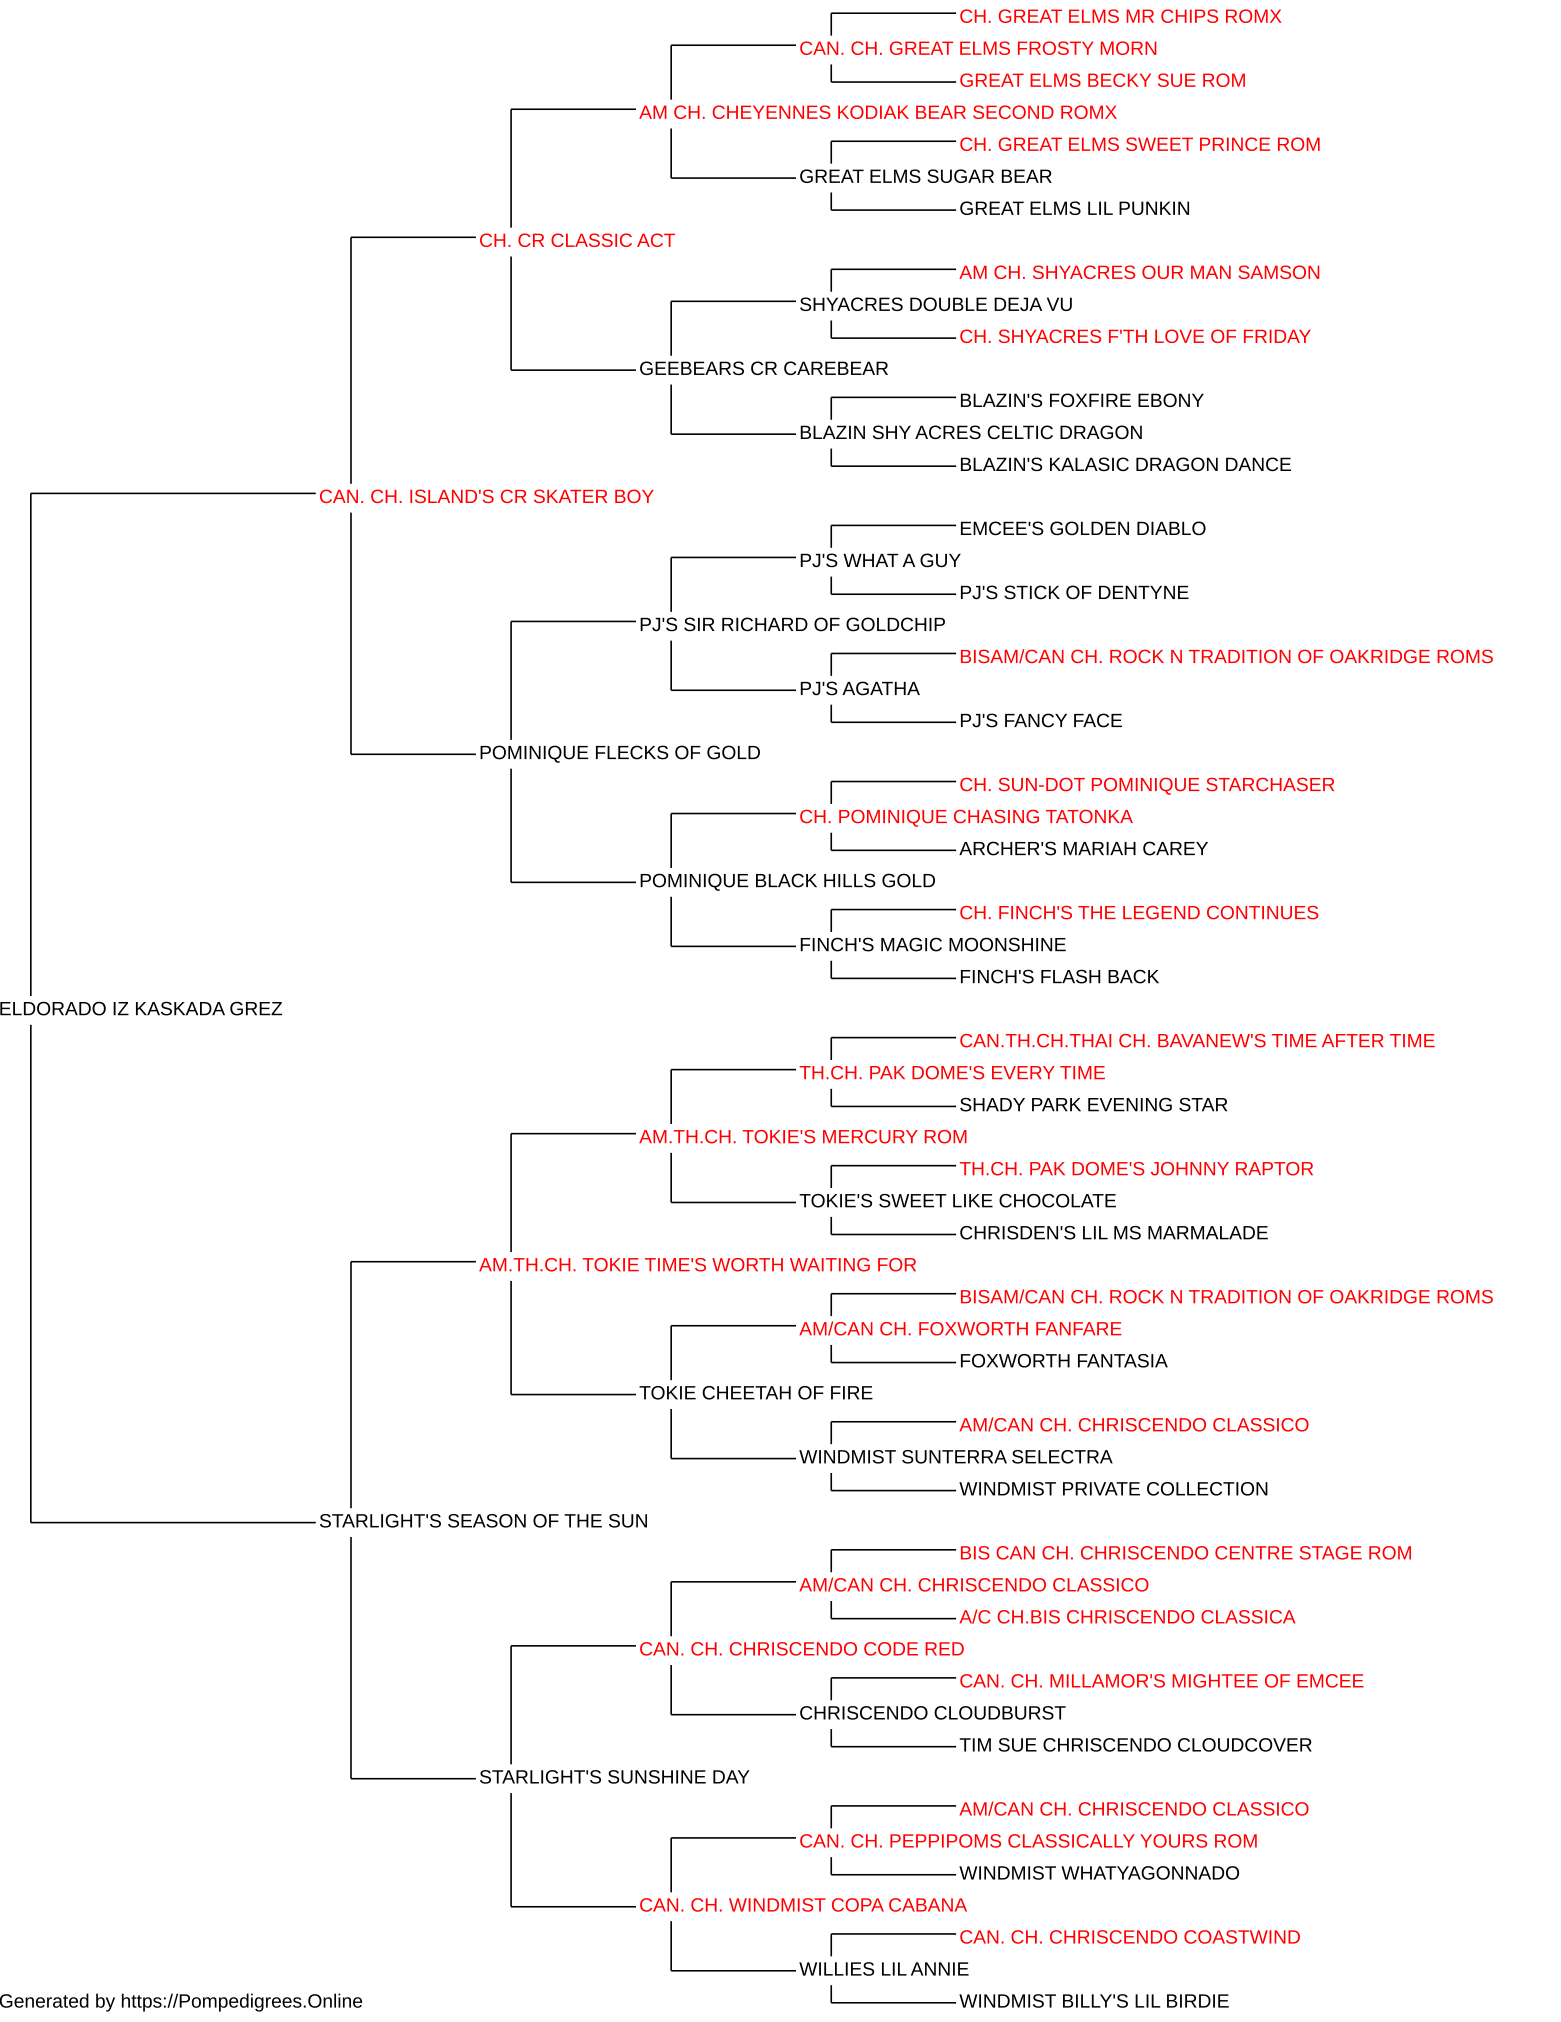 CH. GREAT ELMS MR CHIPS ROMX
CAN. CH. GREAT ELMS FROSTY MORN
GREAT ELMS BECKY SUE ROM
AM CH. CHEYENNES KODIAK BEAR SECOND ROMX
CH. GREAT ELMS SWEET PRINCE ROM
GREAT ELMS SUGAR BEAR
GREAT ELMS LIL PUNKIN
CH. CR CLASSIC ACT
AM CH. SHYACRES OUR MAN SAMSON
SHYACRES DOUBLE DEJA VU
CH. SHYACRES F'TH LOVE OF FRIDAY
GEEBEARS CR CAREBEAR
BLAZIN'S FOXFIRE EBONY
BLAZIN SHY ACRES CELTIC DRAGON
BLAZIN'S KALASIC DRAGON DANCE
CAN. CH. ISLAND'S CR SKATER BOY
EMCEE'S GOLDEN DIABLO
PJ'S WHAT A GUY
PJ'S STICK OF DENTYNE
PJ'S SIR RICHARD OF GOLDCHIP
BISAM/CAN CH. ROCK N TRADITION OF OAKRIDGE ROMS
PJ'S AGATHA
PJ'S FANCY FACE
POMINIQUE FLECKS OF GOLD
CH. SUN-DOT POMINIQUE STARCHASER
CH. POMINIQUE CHASING TATONKA
ARCHER'S MARIAH CAREY
POMINIQUE BLACK HILLS GOLD
CH. FINCH'S THE LEGEND CONTINUES
FINCH'S MAGIC MOONSHINE
FINCH'S FLASH BACK
ELDORADO IZ KASKADA GREZ
CAN.TH.CH.THAI CH. BAVANEW'S TIME AFTER TIME
TH.CH. PAK DOME'S EVERY TIME
SHADY PARK EVENING STAR
AM.TH.CH. TOKIE'S MERCURY ROM
TH.CH. PAK DOME'S JOHNNY RAPTOR
TOKIE'S SWEET LIKE CHOCOLATE
CHRISDEN'S LIL MS MARMALADE
AM.TH.CH. TOKIE TIME'S WORTH WAITING FOR
BISAM/CAN CH. ROCK N TRADITION OF OAKRIDGE ROMS
AM/CAN CH. FOXWORTH FANFARE
FOXWORTH FANTASIA
TOKIE CHEETAH OF FIRE
AM/CAN CH. CHRISCENDO CLASSICO
WINDMIST SUNTERRA SELECTRA
WINDMIST PRIVATE COLLECTION
STARLIGHT'S SEASON OF THE SUN
BIS CAN CH. CHRISCENDO CENTRE STAGE ROM
AM/CAN CH. CHRISCENDO CLASSICO
A/C CH.BIS CHRISCENDO CLASSICA
CAN. CH. CHRISCENDO CODE RED
CAN. CH. MILLAMOR'S MIGHTEE OF EMCEE
CHRISCENDO CLOUDBURST
TIM SUE CHRISCENDO CLOUDCOVER
STARLIGHT'S SUNSHINE DAY
AM/CAN CH. CHRISCENDO CLASSICO
CAN. CH. PEPPIPOMS CLASSICALLY YOURS ROM
WINDMIST WHATYAGONNADO
CAN. CH. WINDMIST COPA CABANA
CAN. CH. CHRISCENDO COASTWIND
WILLIES LIL ANNIE
WINDMIST BILLY'S LIL BIRDIE
Generated by https://Pompedigrees.Online